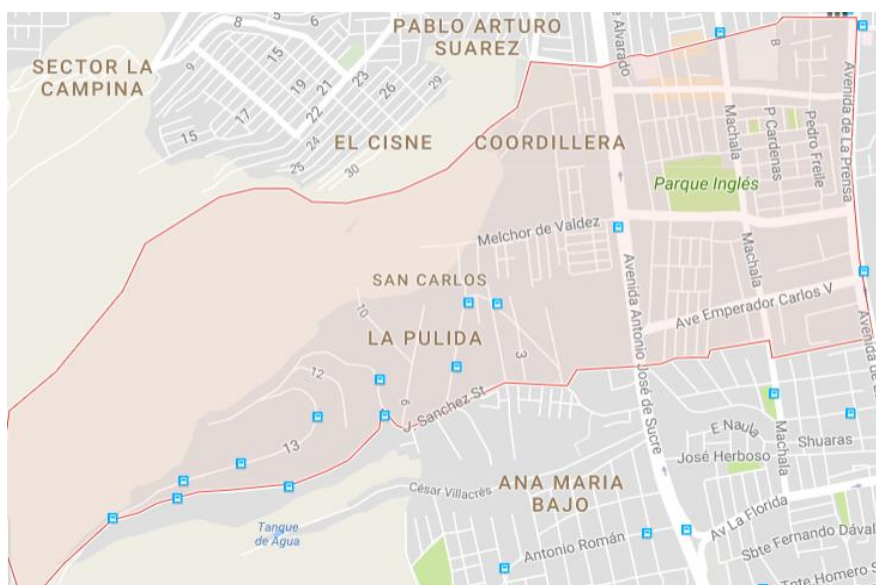 8
5
6
PABLO ARTURO
SUAREZ
SECTOR LA
CAMPINA
9
15
19
21
23
22
26
29
17
15
24
25
30
EL CISNE
COORDILLERA
Alvarado
Machala
8
P Cardenas
Pedro Freile
Avenida de La Prensa
Parque Inglés
Melchor de Valdez
SAN CARLOS
10
LA PULIDA
3
12
6
13
J. Sanchez St
Avenida Antonio José de Sucre
Machala
Ave Emperador Carlos V
E Naula
José Herboso
Shuaras
Machala
ANA MARIA
BAJO
César Villacrés
Tanque
de Agua
Antonio Román
Av La Florida